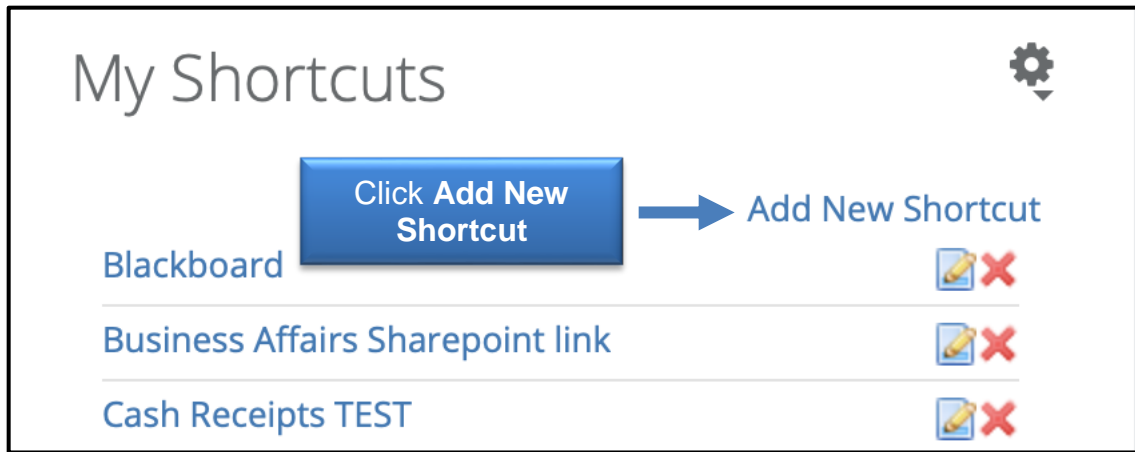 My Shortcuts
Click Add New
Shortcut
Add New Shortcut
Blackboard
Business Affairs Sharepoint link
Cash Receipts TEST